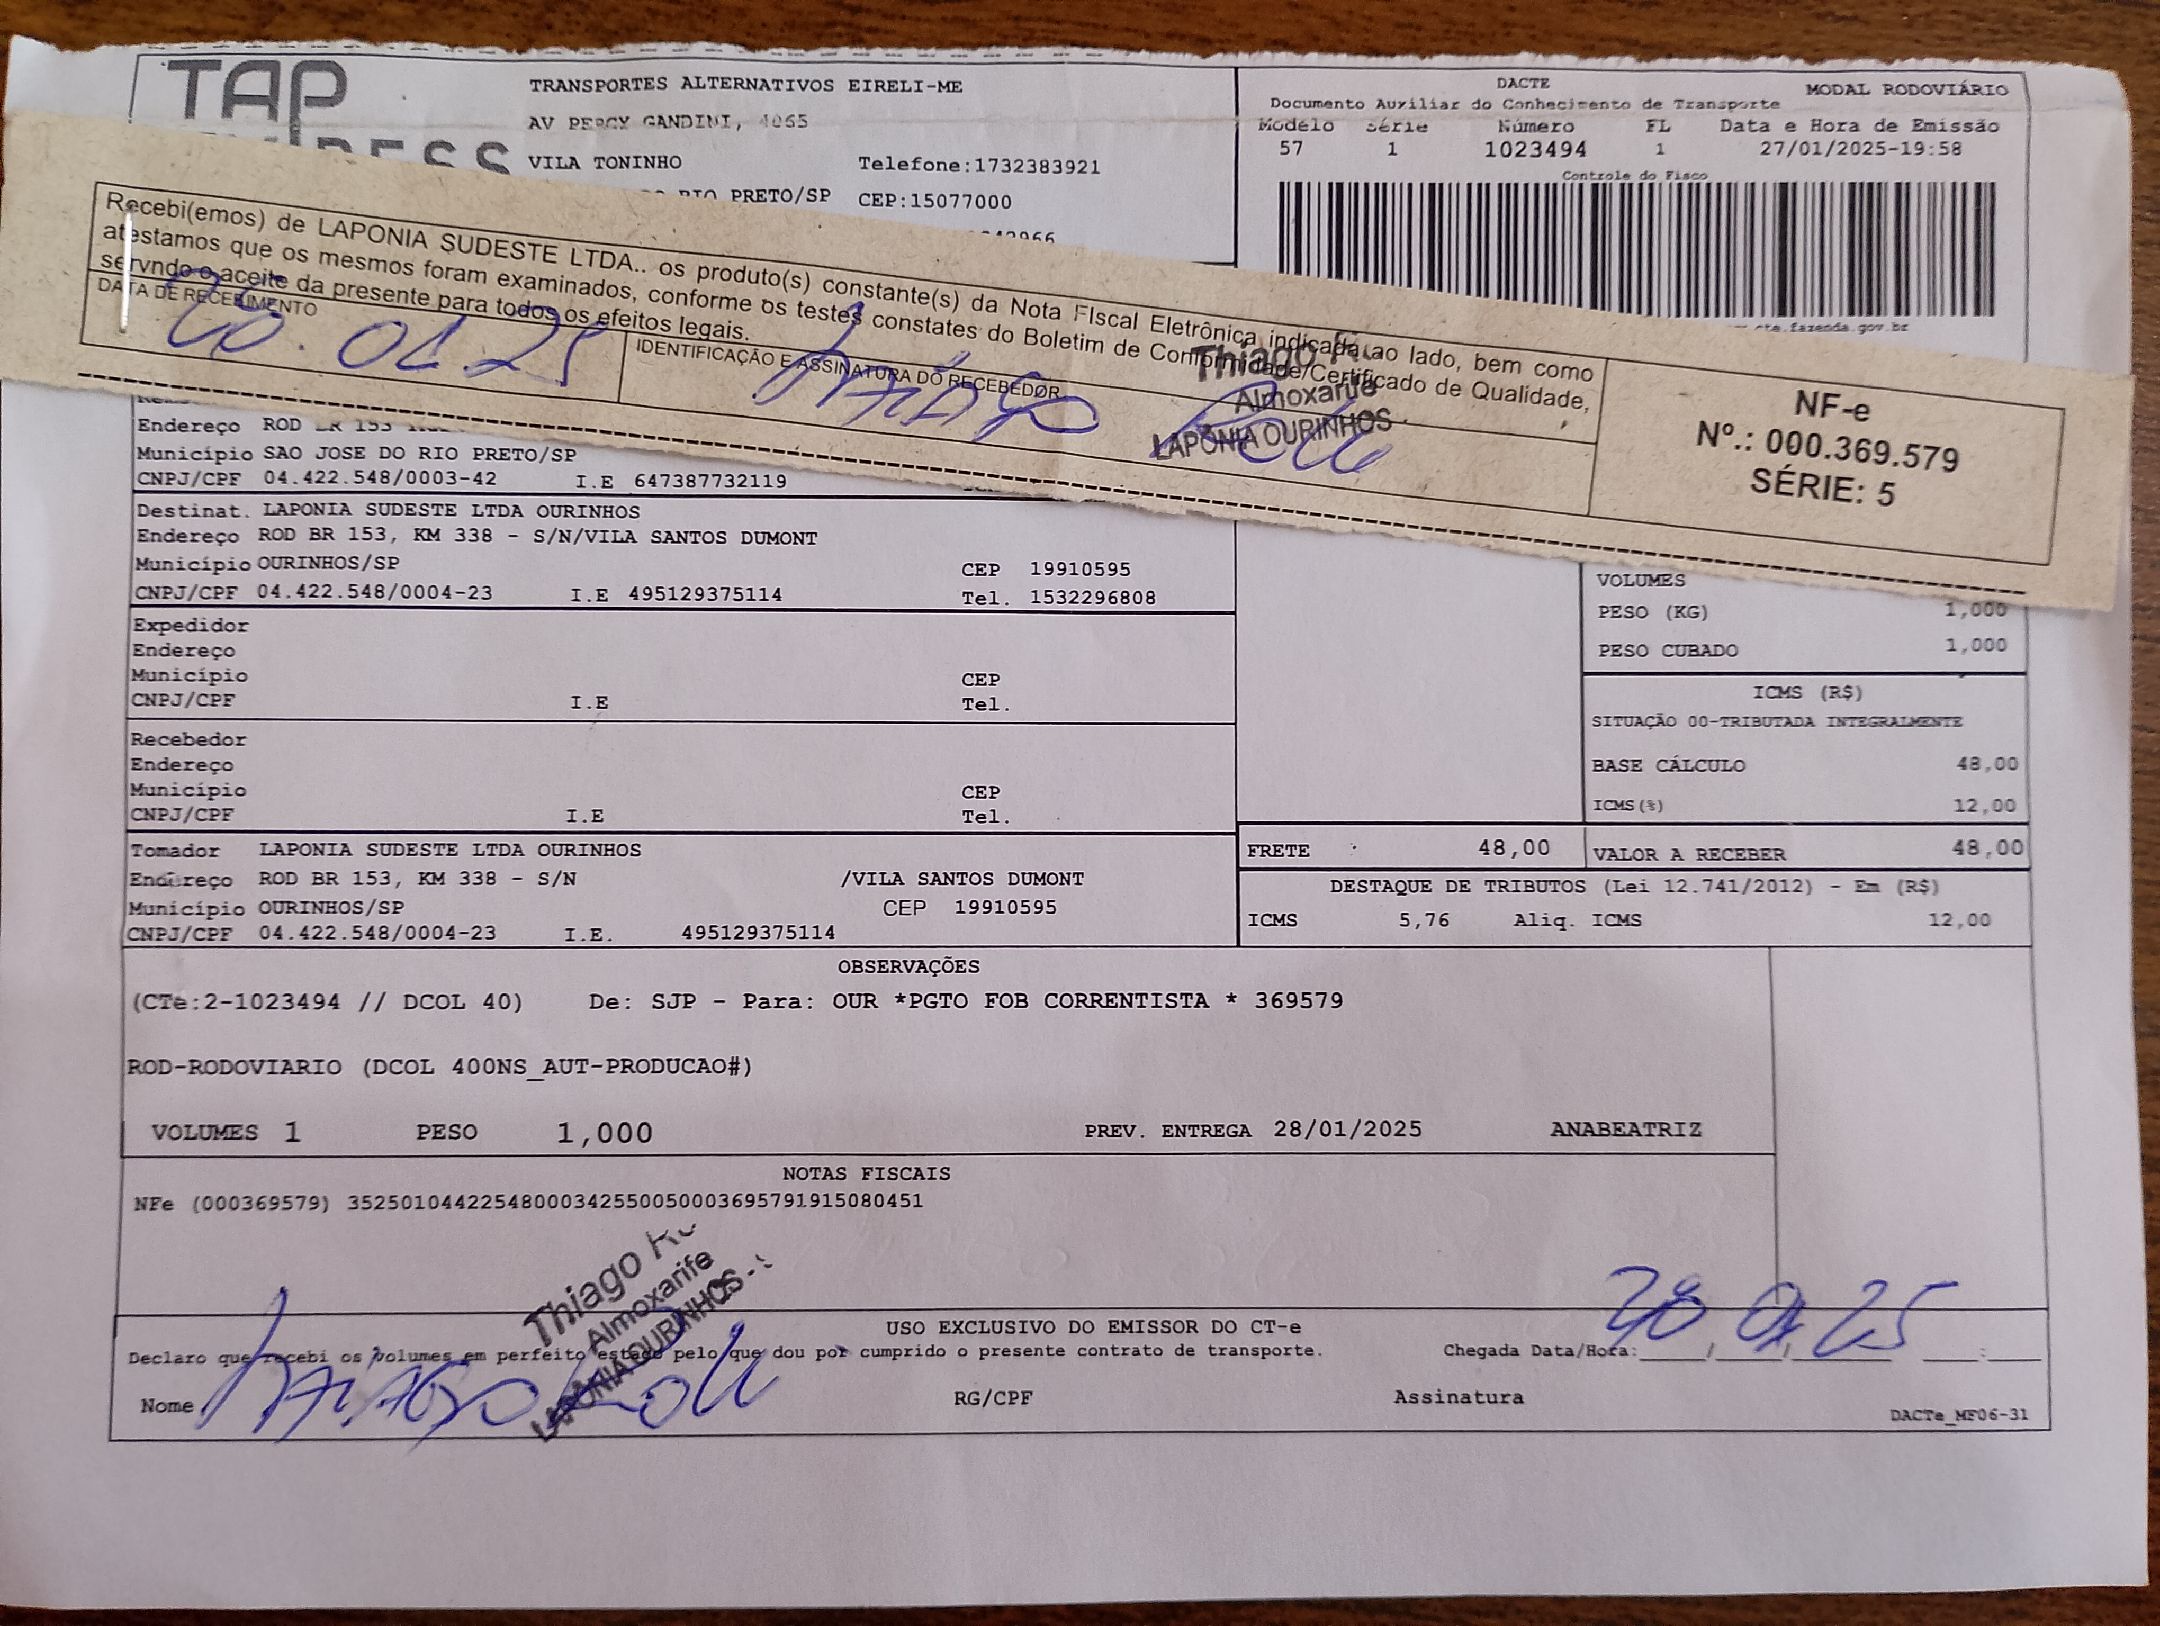 TAP
TRANSPORTES ALTERNATIVOS EIRELI-ME
AV PERCY GANDINI, 4065
VILA TONINHO Telefone:1732383921
RIO PRETO/SP CEP:15077000
DACTE MODAL RODOVIÁRIO
Documento Auxiliar do Conhecimento de Transporte
Modelo Série Número FL Data e Hora de Emissão
57 1 1023494 1 27/01/2025-19:58
Controle do Fisco
cte.fazenda.gov.br
Recebi(emos) de LAPONIA SUDESTE LTDA.. os produto(s) constante(s) da Nota FIscal Eletrônica indicada ao lado, bem como
atestamos que os mesmos foram examinados, conforme os testes constates do Boletim de Conformidade/Certificado de Qualidade,
servndo o aceite da presente para todos os efeitos legais.
DATA DE RECEBIMENTO
28.01 25
IDENTIFICAÇÃO E ASSINATURA DO RECEBEDOR
Thiago
Almoxarife
LAPONIA OURINHOS
NF-e
Nº.: 000.369.579
SÉRIE: 5
Endereço ROD BR 153
Município SAO JOSE DO RIO PRETO/SP
CNPJ/CPF 04.422.548/0003-42 I.E 647387732119
Destinat. LAPONIA SUDESTE LTDA OURINHOS
Endereço ROD BR 153, KM 338 - S/N/VILA SANTOS DUMONT
Município OURINHOS/SP CEP 19910595
CNPJ/CPF 04.422.548/0004-23 I.E 495129375114 Tel. 1532296808
Expedidor
Endereço
Município CEP
CNPJ/CPF I.E Tel.
Recebedor
Endereço
Município CEP
CNPJ/CPF I.E Tel.
Tomador LAPONIA SUDESTE LTDA OURINHOS
Endereço ROD BR 153, KM 338 - S/N /VILA SANTOS DUMONT
Município OURINHOS/SP CEP 19910595
CNPJ/CPF 04.422.548/0004-23 I.E. 495129375114
VOLUMES
PESO (KG) 1,000
PESO CUBADO 1,000
ICMS (R$)
SITUAÇÃO 00-TRIBUTADA INTEGRALMENTE
BASE CÁLCULO 48,00
ICMS(%) 12,00
FRETE 48,00 VALOR A RECEBER 48,00
DESTAQUE DE TRIBUTOS (Lei 12.741/2012) - Em (R$)
ICMS 5,76 Aliq. ICMS 12,00
OBSERVAÇÕES
(CTe:2-1023494 // DCOL 40) De: SJP - Para: OUR *PGTO FOB CORRENTISTA * 369579
ROD-RODOVIARIO (DCOL 400NS_AUT-PRODUCAO#)
VOLUMES 1 PESO 1,000 PREV. ENTREGA 28/01/2025 ANABEATRIZ
NOTAS FISCAIS
NFe (000369579) 35250104422548000342550050003695791915080451
Thiago
Almoxarife
LAPONIA OURINHOS -
28 01 25
USO EXCLUSIVO DO EMISSOR DO CT-e
Declaro que recebi os volumes em perfeito estado pelo que dou por cumprido o presente contrato de transporte. Chegada Data/Hora:____/____/____ ___:___
Nome RG/CPF Assinatura
DACTe_MF06-31